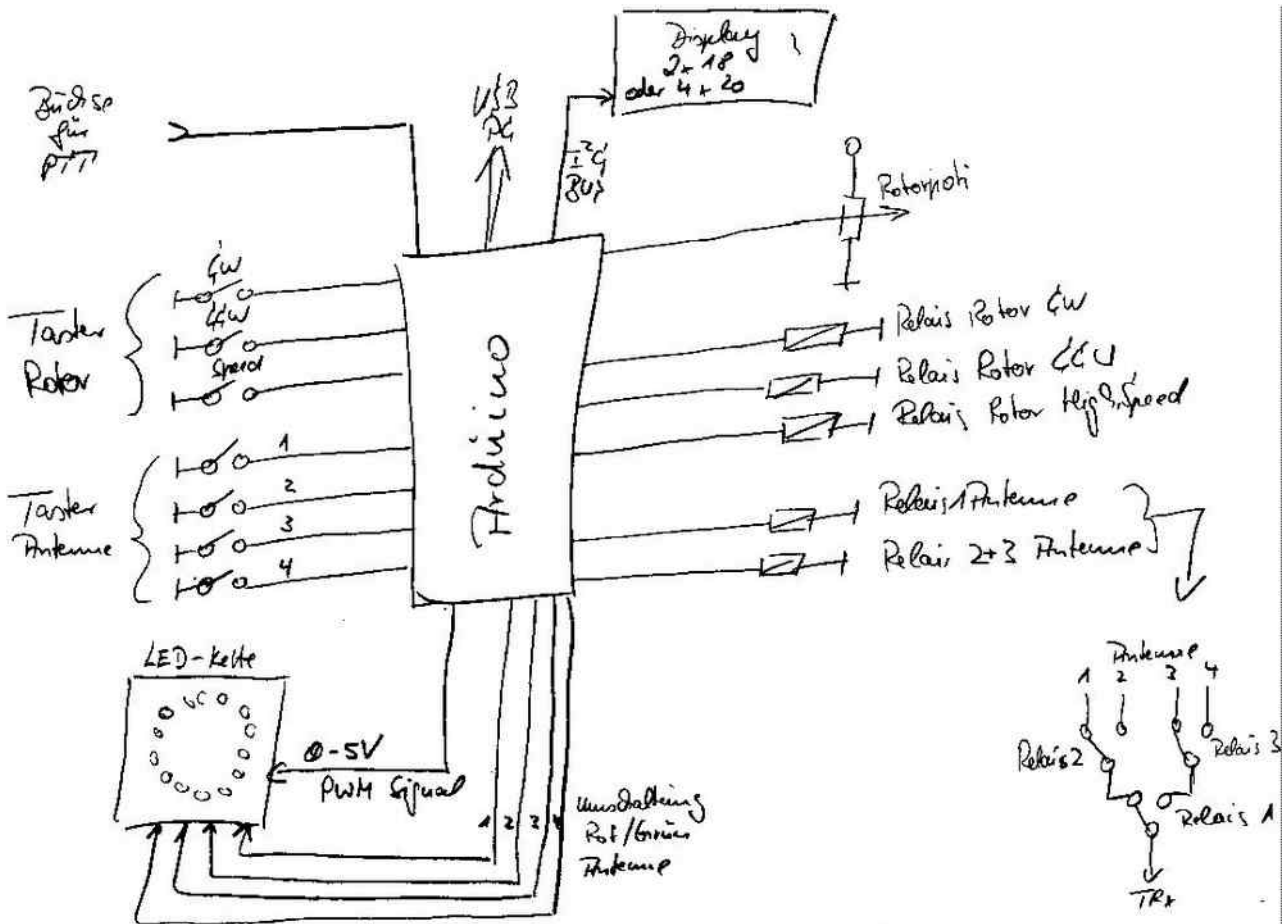 Display
2x18
oder 4x20
Büchse
für
PTT
USB
PC
I²C
BUS
Rotorpoti
Taster
Rotor
CW
CCW
Speed
Arduino
Relais Rotor CW
Relais Rotor CCW
Relais Rotor High Speed
Taster
Antenne
1
2
3
4
Relais 1 Antenne
Relais 2+3 Antenne
LED-Kette
0-5V
PWM Signal
1 2 3 4
Umschaltung
Rot/Grün
Antenne
Antenne
1 2 3 4
Relais 2
Relais 3
Relais 1
TRX